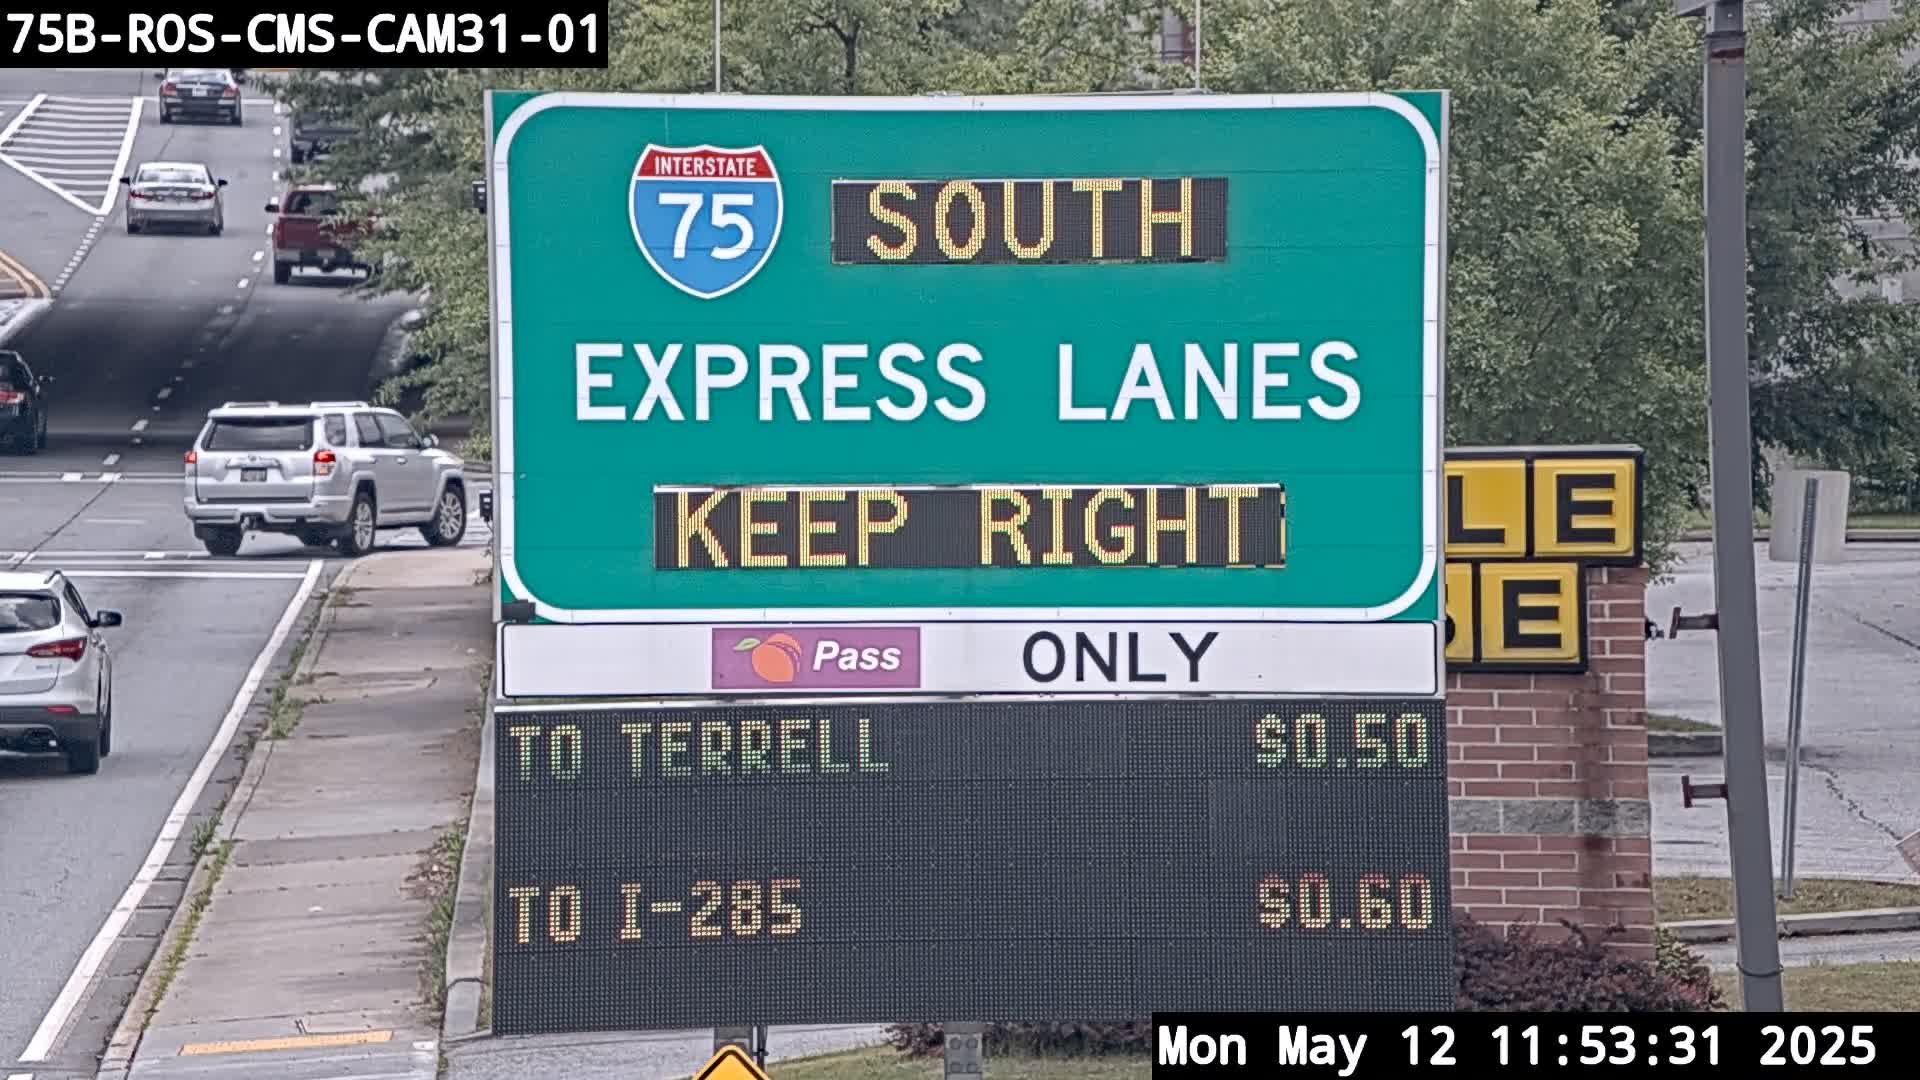 75B-ROS-CMS-CAM31-01
INTERSTATE
75
SOUTH
EXPRESS LANES
KEEP RIGHT
LE
E
Pass ONLY
TO TERRELL $0.50
TO I-285 $0.60
Mon May 12 11:53:31 2025